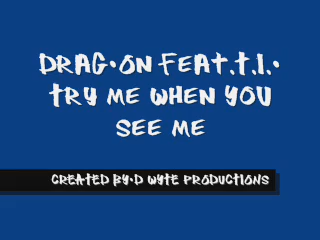 DRAG-ON FEAT.T.I.-
TRY ME WHEN YOU
SEE ME
CREATED BY-D WYTE PRODUCTIONS